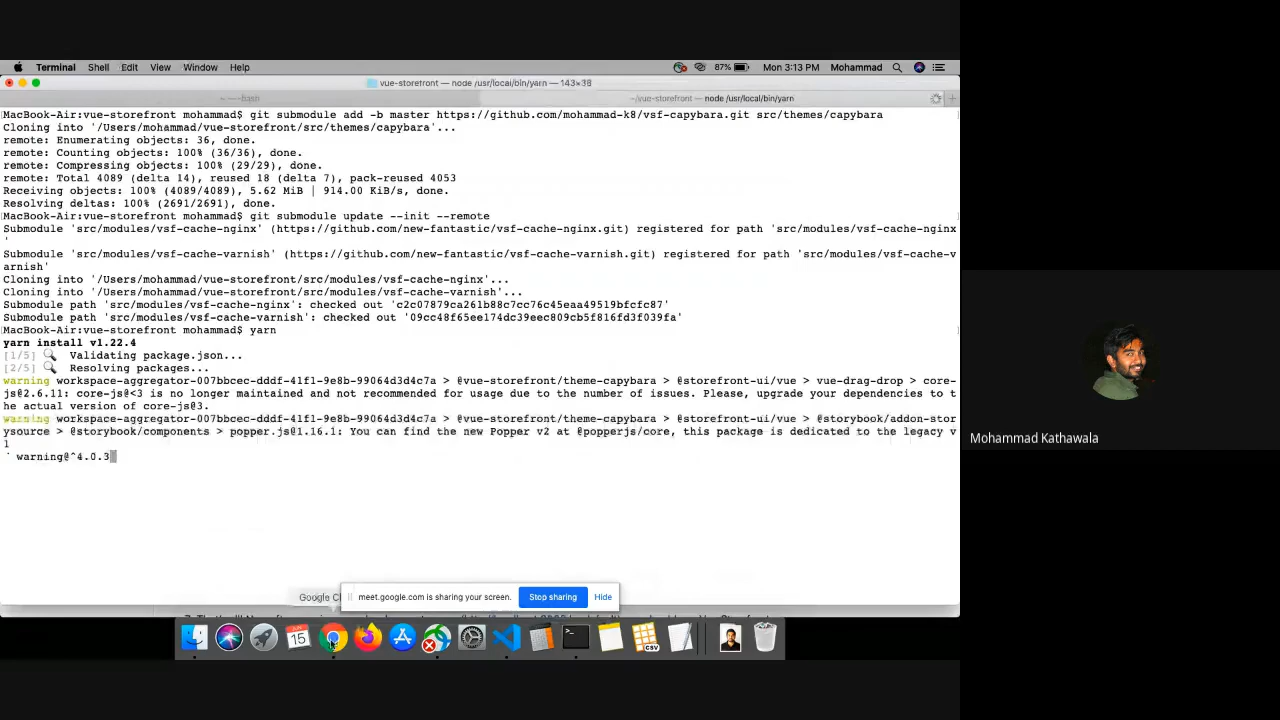 Terminal Shell Edit View Window Help 87% Mon 3:13 PM Mohammad
vue-storefront — node /usr/local/bin/yarn — 143×38
~ — -bash ~/vue-storefront — node /usr/local/bin/yarn
MacBook-Air:vue-storefront mohammad$ git submodule add -b master https://github.com/mohammad-k8/vsf-capybara.git src/themes/capybara
Cloning into '/Users/mohammad/vue-storefront/src/themes/capybara'...
remote: Enumerating objects: 36, done.
remote: Counting objects: 100% (36/36), done.
remote: Compressing objects: 100% (29/29), done.
remote: Total 4089 (delta 14), reused 18 (delta 7), pack-reused 4053
Receiving objects: 100% (4089/4089), 5.62 MiB | 914.00 KiB/s, done.
Resolving deltas: 100% (2691/2691), done.
MacBook-Air:vue-storefront mohammad$ git submodule update --init --remote
Submodule 'src/modules/vsf-cache-nginx' (https://github.com/new-fantastic/vsf-cache-nginx.git) registered for path 'src/modules/vsf-cache-nginx
'
Submodule 'src/modules/vsf-cache-varnish' (https://github.com/new-fantastic/vsf-cache-varnish.git) registered for path 'src/modules/vsf-cache-v
arnish'
Cloning into '/Users/mohammad/vue-storefront/src/modules/vsf-cache-nginx'...
Cloning into '/Users/mohammad/vue-storefront/src/modules/vsf-cache-varnish'...
Submodule path 'src/modules/vsf-cache-nginx': checked out 'c2c07879ca261b88c7cc76c45eaa49519bfcfc87'
Submodule path 'src/modules/vsf-cache-varnish': checked out '09cc48f65ee174dc39eec809cb5f816fd3f039fa'
MacBook-Air:vue-storefront mohammad$ yarn
yarn install v1.22.4
[1/5] Validating package.json...
[2/5] Resolving packages...
warning workspace-aggregator-007bbcec-dddf-41f1-9e8b-99064d3d4c7a > @vue-storefront/theme-capybara > @storefront-ui/vue > vue-drag-drop > core-
js@2.6.11: core-js@<3 is no longer maintained and not recommended for usage due to the number of issues. Please, upgrade your dependencies to t
he actual version of core-js@3.
warning workspace-aggregator-007bbcec-dddf-41f1-9e8b-99064d3d4c7a > @vue-storefront/theme-capybara > @storefront-ui/vue > @storybook/addon-stor
ysource > @storybook/components > popper.js@1.16.1: You can find the new Popper v2 at @popperjs/core, this package is dedicated to the legacy v
1
warning@^4.0.3
Google C
meet.google.com is sharing your screen. Stop sharing Hide
JUN
15
CSV
Mohammad Kathawala